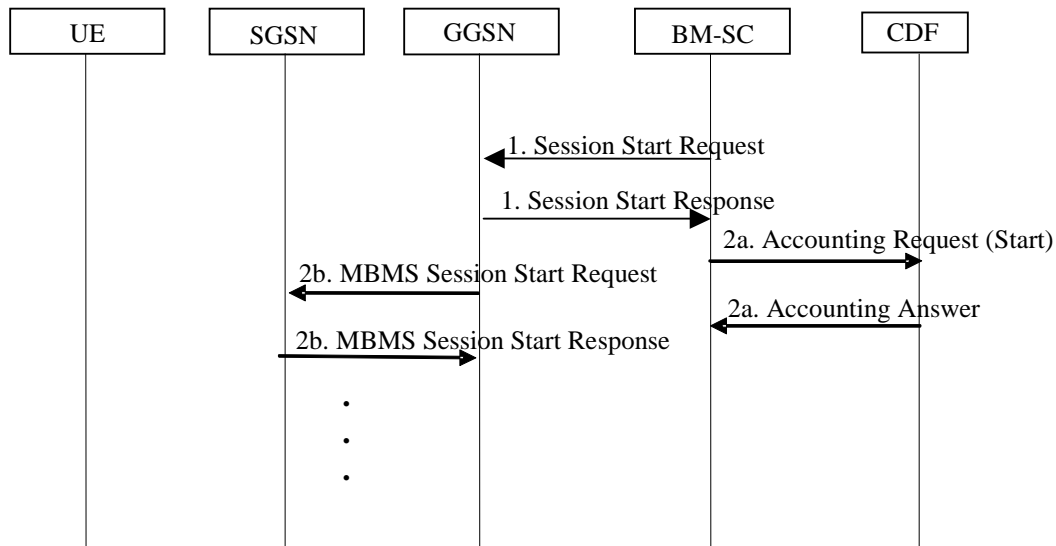 UE
SGSN
GGSN
BM-SC
CDF
1. Session Start Request
1. Session Start Response
2a. Accounting Request (Start)
2b. MBMS Session Start Request
2a. Accounting Answer
2b. MBMS Session Start Response